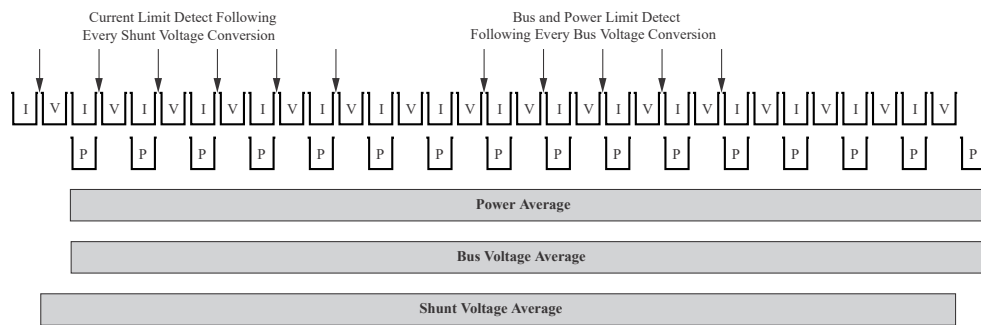 Current Limit Detect Following
Every Shunt Voltage Conversion
Bus and Power Limit Detect
Following Every Bus Voltage Conversion
I V I V I V I V I V I V I V I V I V I V I V I V I V I V I V I V
P P P P P P P P P P P P P P P P
Power Average
Bus Voltage Average
Shunt Voltage Average